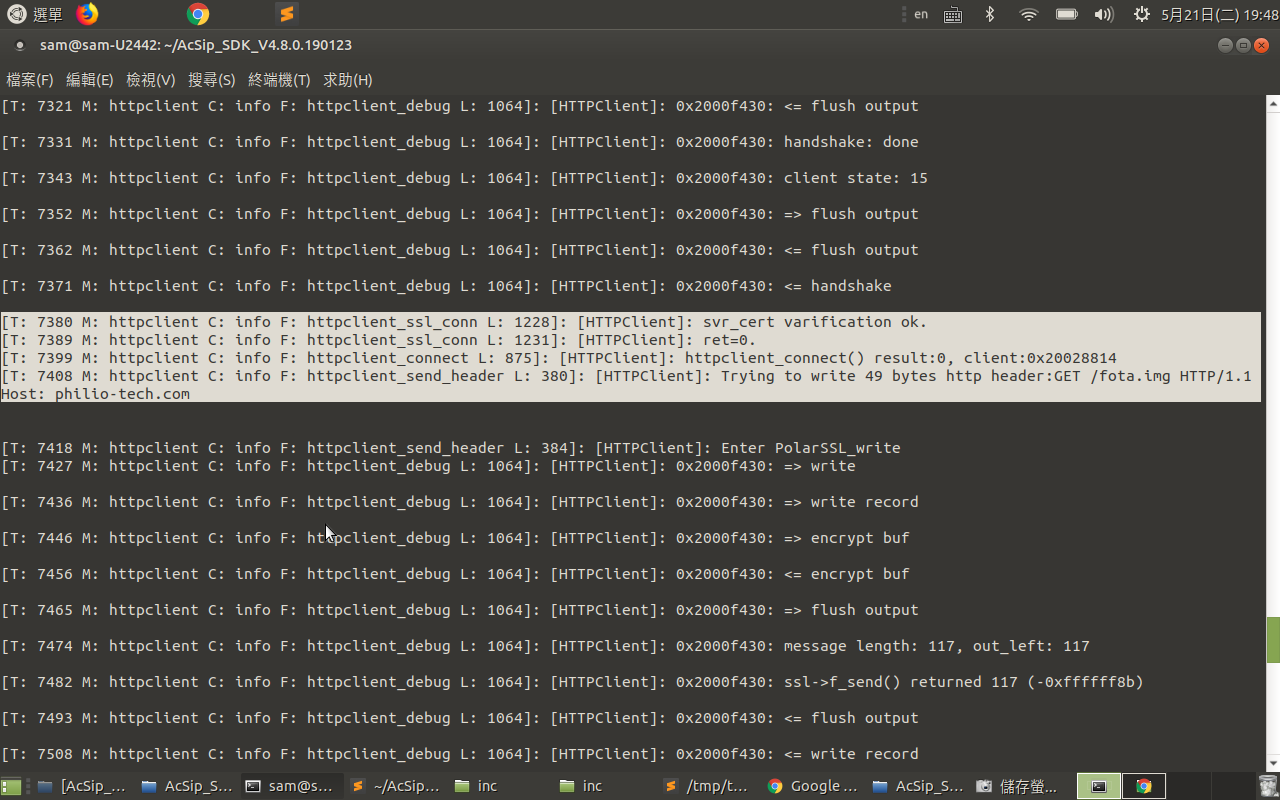 選單
en
5月21日(二) 19:48
sam@sam-U2442: ~/AcSip_SDK_V4.8.0.190123
檔案(F) 編輯(E) 檢視(V) 搜尋(S) 終端機(T) 求助(H)
[T: 7321 M: httpclient C: info F: httpclient_debug L: 1064]: [HTTPClient]: 0x2000f430: <= flush output
[T: 7331 M: httpclient C: info F: httpclient_debug L: 1064]: [HTTPClient]: 0x2000f430: handshake: done
[T: 7343 M: httpclient C: info F: httpclient_debug L: 1064]: [HTTPClient]: 0x2000f430: client state: 15
[T: 7352 M: httpclient C: info F: httpclient_debug L: 1064]: [HTTPClient]: 0x2000f430: => flush output
[T: 7362 M: httpclient C: info F: httpclient_debug L: 1064]: [HTTPClient]: 0x2000f430: <= flush output
[T: 7371 M: httpclient C: info F: httpclient_debug L: 1064]: [HTTPClient]: 0x2000f430: <= handshake
[T: 7380 M: httpclient C: info F: httpclient_ssl_conn L: 1228]: [HTTPClient]: svr_cert varification ok.
[T: 7389 M: httpclient C: info F: httpclient_ssl_conn L: 1231]: [HTTPClient]: ret=0.
[T: 7399 M: httpclient C: info F: httpclient_connect L: 875]: [HTTPClient]: httpclient_connect() result:0, client:0x20028814
[T: 7408 M: httpclient C: info F: httpclient_send_header L: 380]: [HTTPClient]: Trying to write 49 bytes http header:GET /fota.img HTTP/1.1
Host: philio-tech.com
[T: 7418 M: httpclient C: info F: httpclient_send_header L: 384]: [HTTPClient]: Enter PolarSSL_write
[T: 7427 M: httpclient C: info F: httpclient_debug L: 1064]: [HTTPClient]: 0x2000f430: => write
[T: 7436 M: httpclient C: info F: httpclient_debug L: 1064]: [HTTPClient]: 0x2000f430: => write record
[T: 7446 M: httpclient C: info F: httpclient_debug L: 1064]: [HTTPClient]: 0x2000f430: => encrypt buf
[T: 7456 M: httpclient C: info F: httpclient_debug L: 1064]: [HTTPClient]: 0x2000f430: <= encrypt buf
[T: 7465 M: httpclient C: info F: httpclient_debug L: 1064]: [HTTPClient]: 0x2000f430: => flush output
[T: 7474 M: httpclient C: info F: httpclient_debug L: 1064]: [HTTPClient]: 0x2000f430: message length: 117, out_left: 117
[T: 7482 M: httpclient C: info F: httpclient_debug L: 1064]: [HTTPClient]: 0x2000f430: ssl->f_send() returned 117 (-0xffffff8b)
[T: 7493 M: httpclient C: info F: httpclient_debug L: 1064]: [HTTPClient]: 0x2000f430: <= flush output
[T: 7508 M: httpclient C: info F: httpclient_debug L: 1064]: [HTTPClient]: 0x2000f430: <= write record
[AcSip_... AcSip_S... sam@s... ~/AcSip... inc inc /tmp/t... Google ... AcSip_S... 儲存螢...